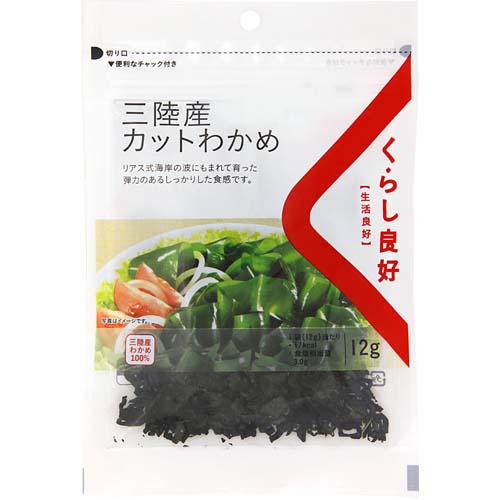 切り口
▼便利なチャック付き
三陸産
カットわかめ
リアス式海岸の波にもまれて育った
弾力のあるしっかりした食感です。
くらし良好
【生活良好】
写真はイメージです。
三陸産
わかめ
100%
1袋(12g)当たり
・17kcal
・食塩相当量
3.0g
12g